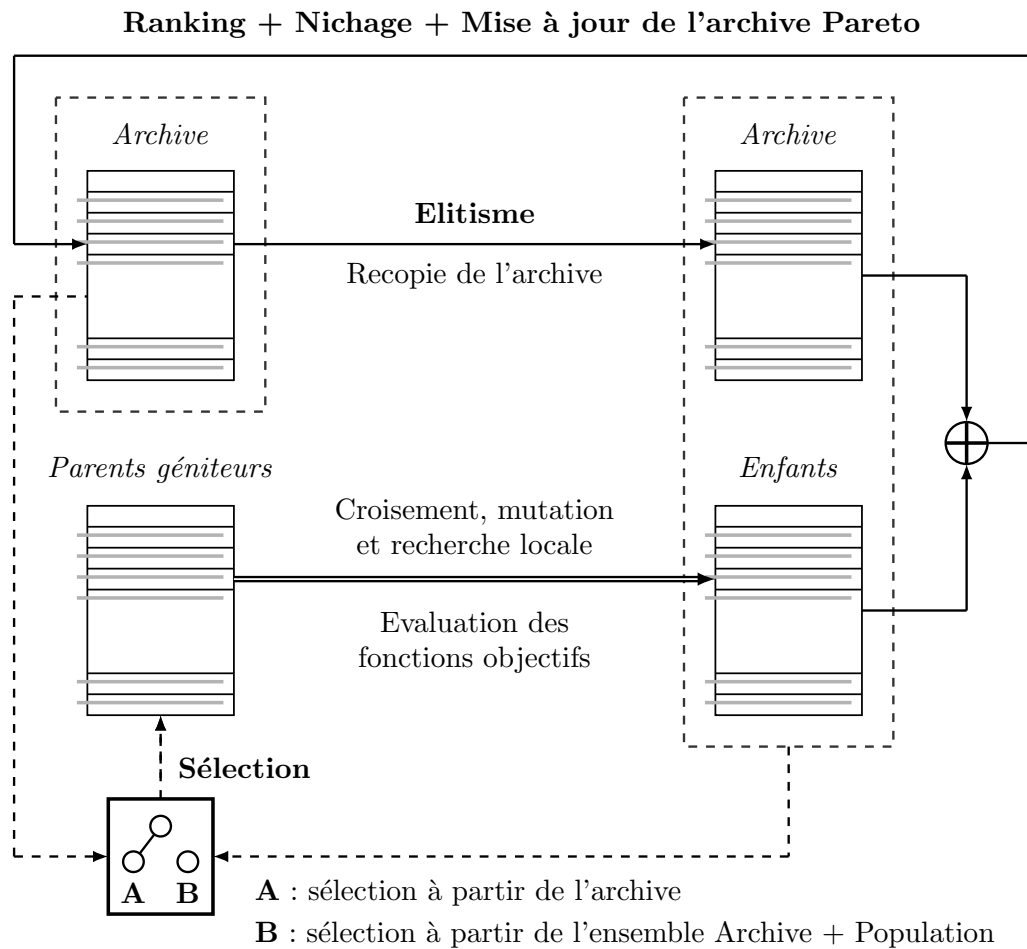 Ranking + Nichage + Mise à jour de l'archive Pareto
Archive
Archive
Elitisme
Recopie de l'archive
Parents géniteurs
Enfants
Croisement, mutation
et recherche locale
Evaluation des
fonctions objectifs
Sélection
A B
A : sélection à partir de l'archive
B : sélection à partir de l'ensemble Archive + Population